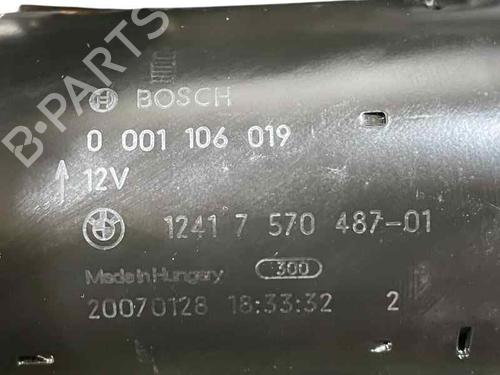 B-PARTS
BOSCH
0 001 106 019
12V
1241 7 570 487-01
Made in Hungary 300
20070128 18:33:32 2